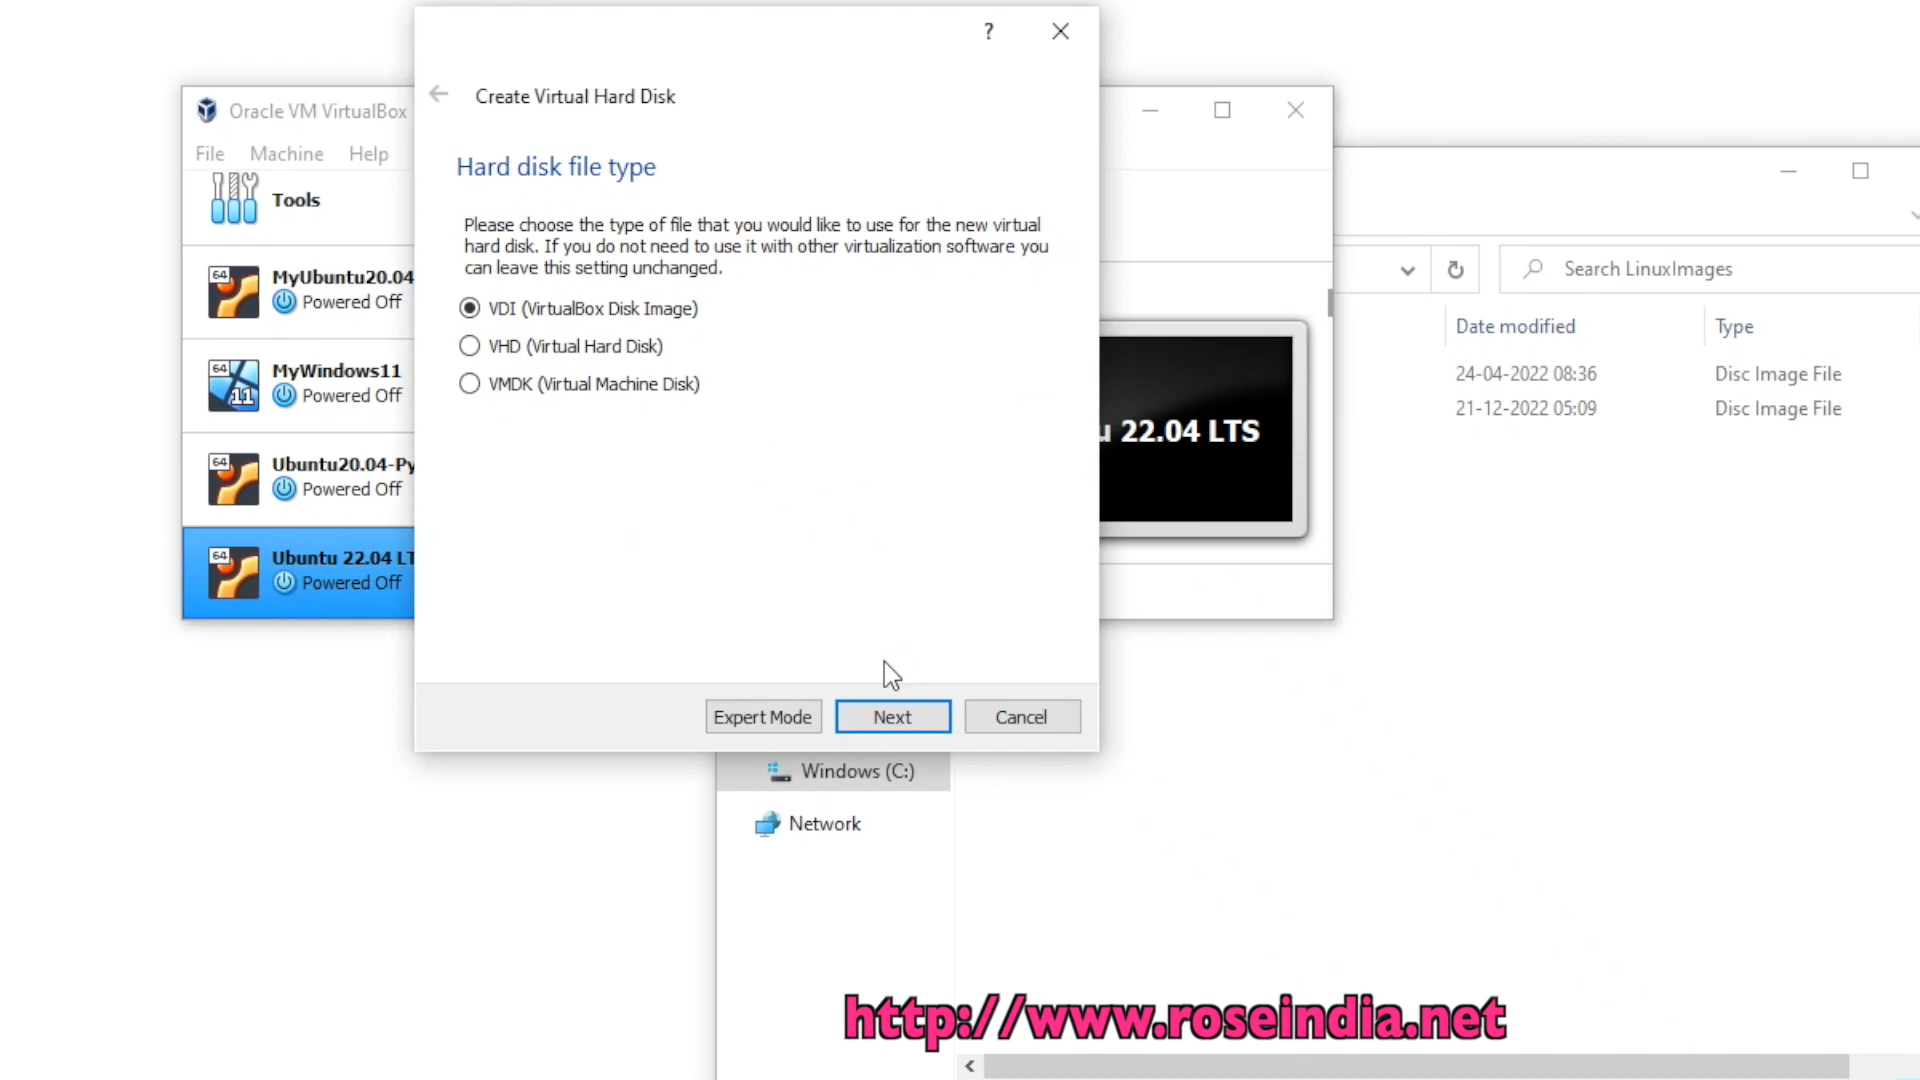 ?
Create Virtual Hard Disk
Oracle VM VirtualBox
File Machine Help
Tools
64
MyUbuntu20.04
Powered Off
64
11
MyWindows11
Powered Off
64
Ubuntu20.04-Py
Powered Off
64
Ubuntu 22.04 LT
Powered Off
Hard disk file type
Please choose the type of file that you would like to use for the new virtual
hard disk. If you do not need to use it with other virtualization software you
can leave this setting unchanged.
VDI (VirtualBox Disk Image)
VHD (Virtual Hard Disk)
VMDK (Virtual Machine Disk)
Expert Mode Next Cancel
u 22.04 LTS
Search LinuxImages
Date modified Type
24-04-2022 08:36 Disc Image File
21-12-2022 05:09 Disc Image File
Windows (C:)
Network
http://www.roseindia.net